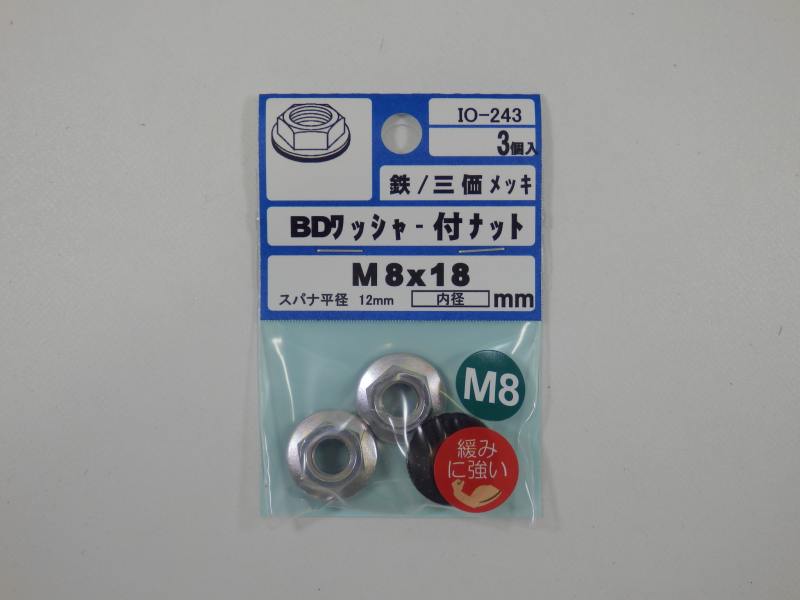 IO-243
3個入
鉄/三価メッキ
BDワッシャ-付ナット
M8x18
スパナ平径 12mm 内径 mm
M8
緩み
に強い